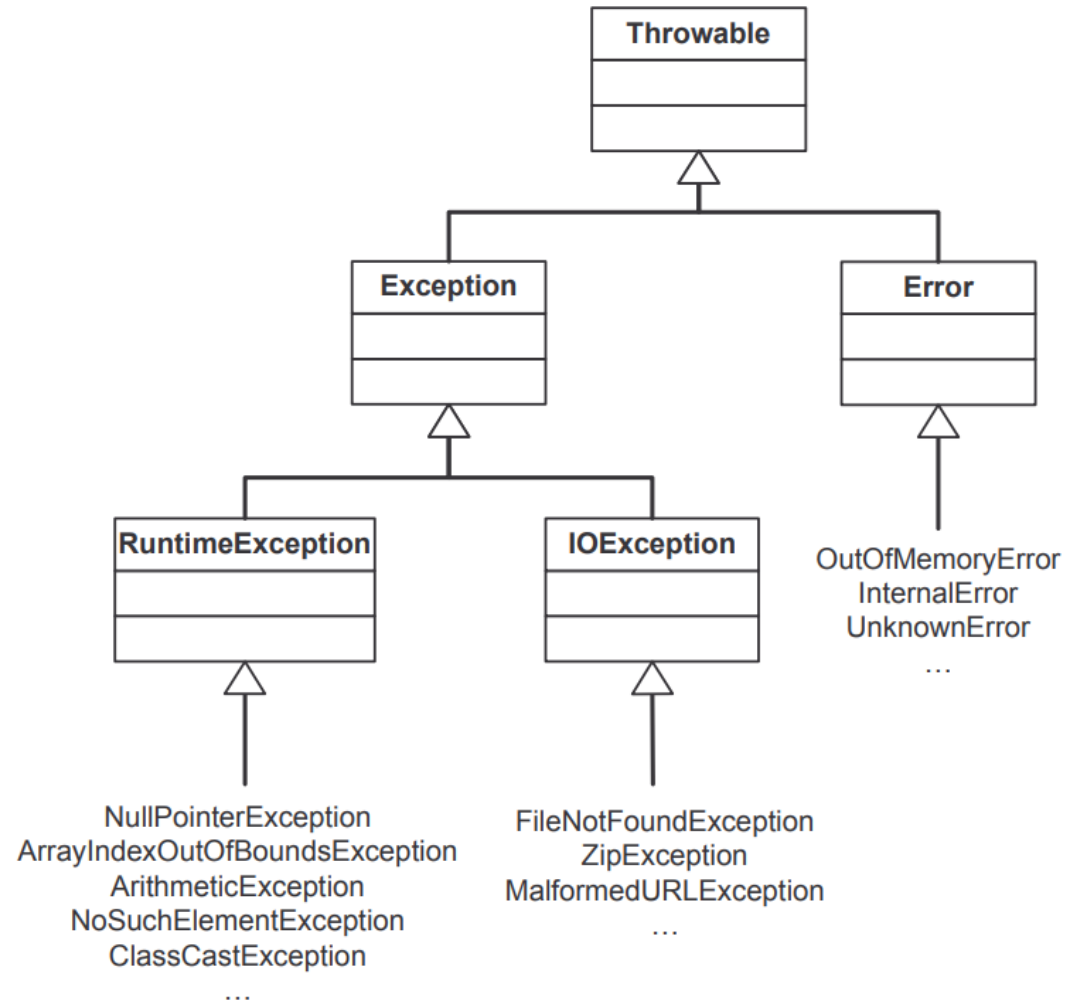 Throwable
Exception
Error
RuntimeException
IOException
OutOfMemoryError
InternalError
UnknownError
…
NullPointerException
ArrayIndexOutOfBoundsException
ArithmeticException
NoSuchElementException
ClassCastException
…
FileNotFoundException
ZipException
MalformedURLException
…